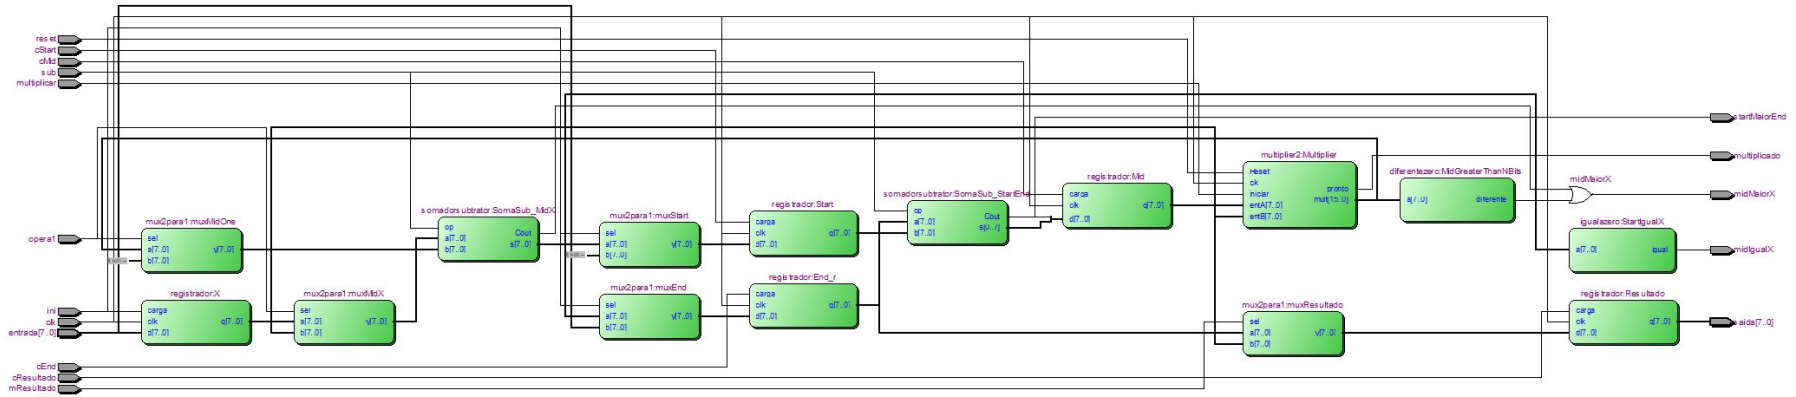 reset
cStart
cMid
sub
multiplicar
opera1
ini
clk
entrada[7..0]
cEnd
cResultado
mResultado
mux2para1:muxMidOne
sel
a[7..0]
b[7..0]
y[7..0]
registrador:X
carga
clk
d[7..0]
q[7..0]
mux2para1:muxMidX
sel
a[7..0]
b[7..0]
y[7..0]
somadorsubtrator:SomaSub_MidX
op
a[7..0]
b[7..0]
Cout
s[7..0]
mux2para1:muxStart
sel
a[7..0]
b[7..0]
y[7..0]
mux2para1:muxEnd
sel
a[7..0]
b[7..0]
y[7..0]
registrador:Start
carga
clk
d[7..0]
q[7..0]
registrador:End_r
carga
clk
d[7..0]
q[7..0]
somadorsubtrator:SomaSub_StartEnd
op
a[7..0]
b[7..0]
Cout
s[0..7]
registrador:Mid
carga
clk
d[7..0]
q[7..0]
multiplier2:Multiplier
Reset
clk
iniciar
entA[7..0]
entB[7..0]
pronto
mult[15..0]
diferentezero:MidGreaterThanNBits
a[7..0]
diferente
mux2para1:muxResultado
sel
a[7..0]
b[7..0]
y[7..0]
midMaiorX
igualazero:StartIgualX
a[7..0]
igual
registrador:Resultado
carga
clk
d[7..0]
q[7..0]
startMaiorEnd
multiplicado
midMaiorX
midIgualX
saida[7..0]